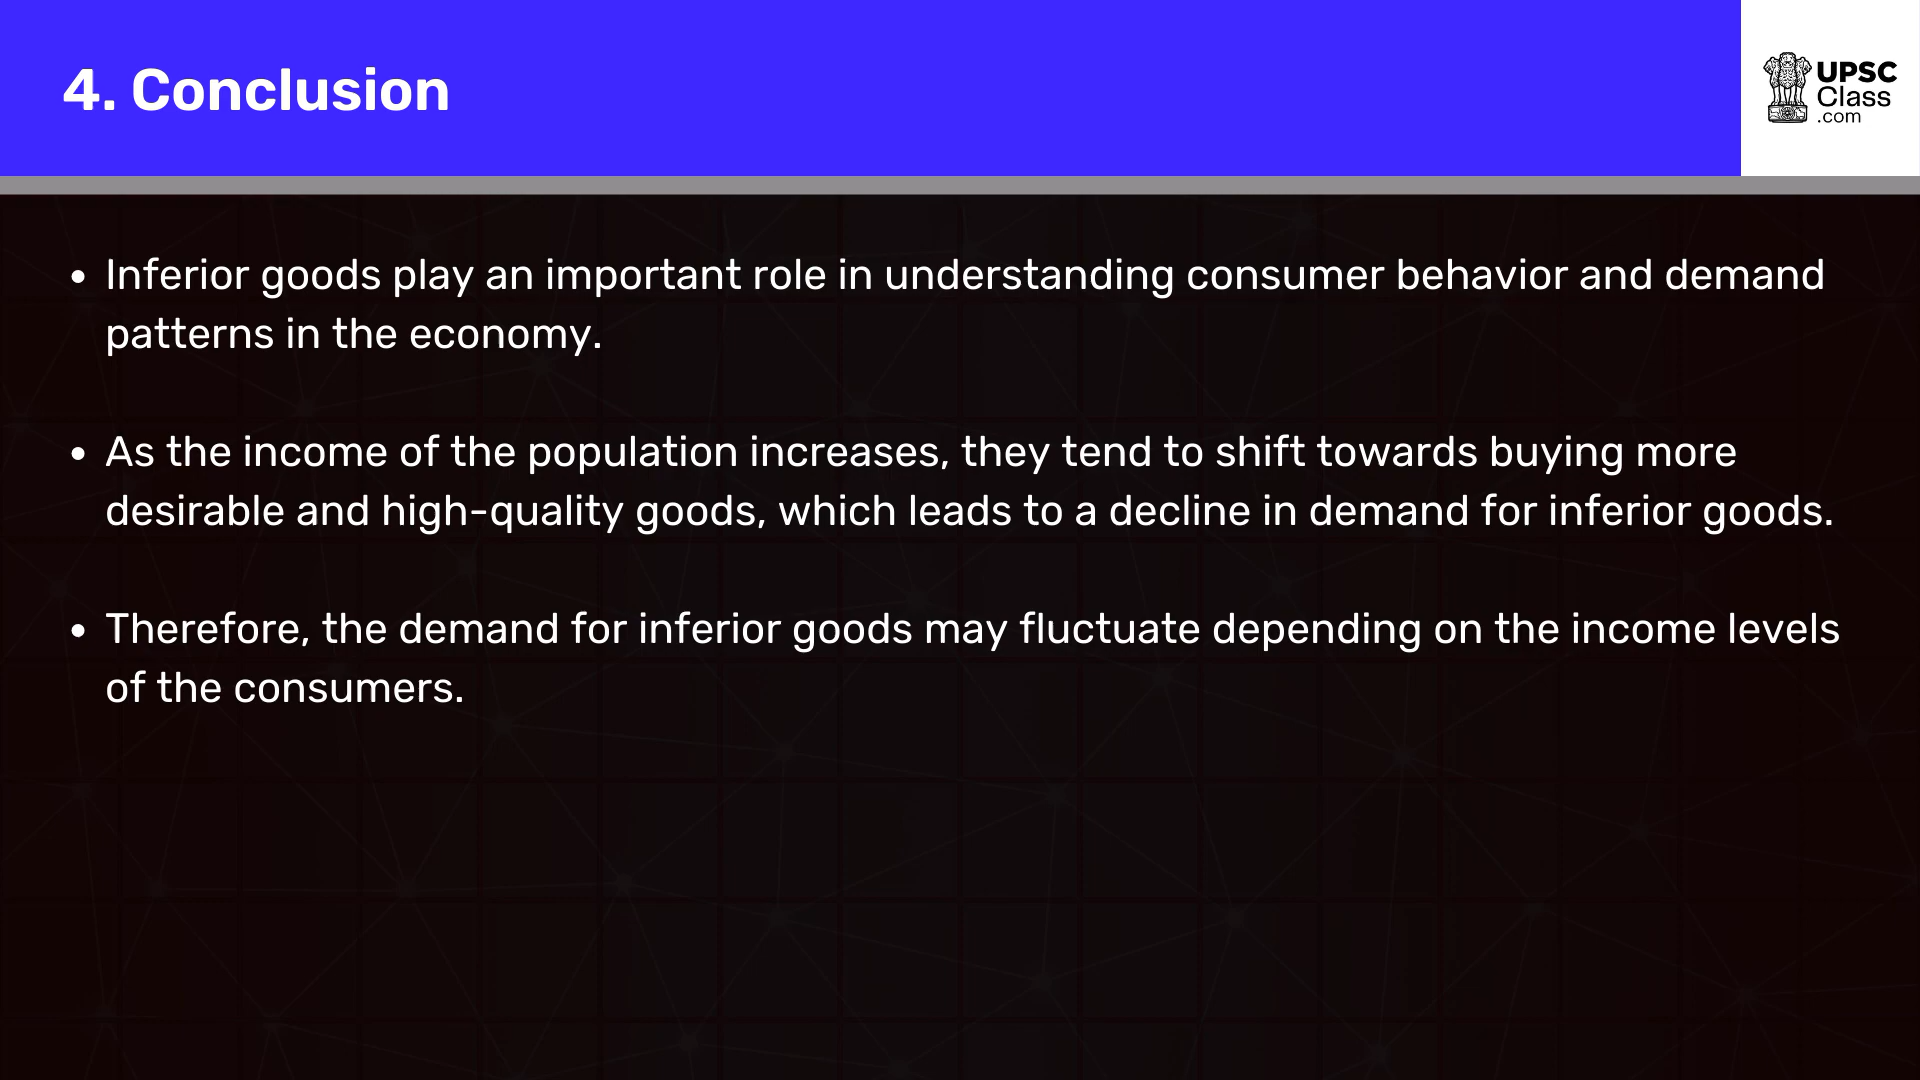 4. Conclusion
UPSC
Class
.com
• Inferior goods play an important role in understanding consumer behavior and demand
patterns in the economy.
• As the income of the population increases, they tend to shift towards buying more
desirable and high-quality goods, which leads to a decline in demand for inferior goods.
• Therefore, the demand for inferior goods may fluctuate depending on the income levels
of the consumers.